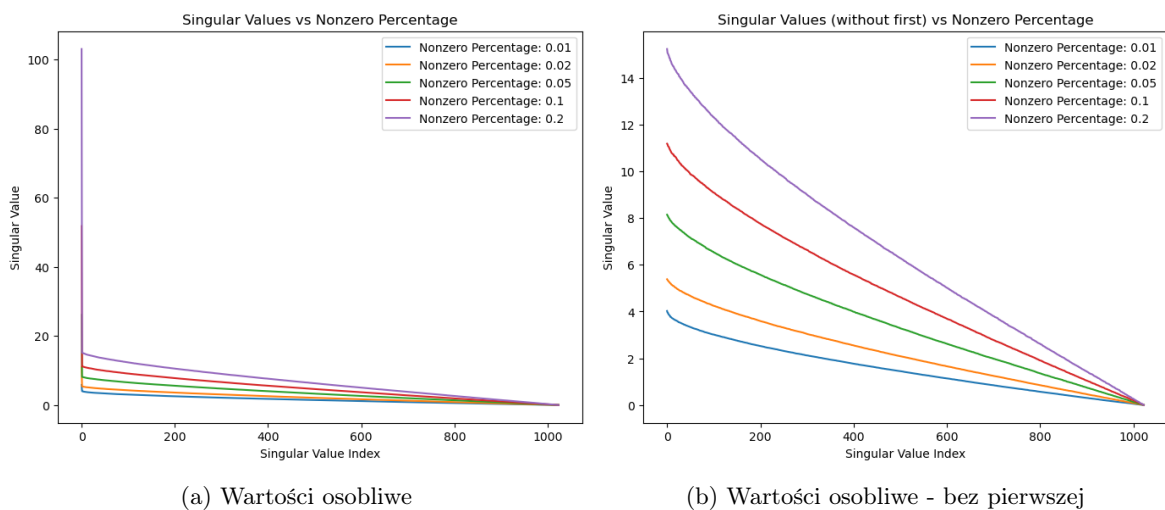 Singular Values vs Nonzero Percentage
Singular Value
100
80
60
40
20
0
Nonzero Percentage: 0.01
Nonzero Percentage: 0.02
Nonzero Percentage: 0.05
Nonzero Percentage: 0.1
Nonzero Percentage: 0.2
0 200 400 600 800 1000
Singular Value Index
(a) Wartości osobliwe
Singular Values (without first) vs Nonzero Percentage
Singular Value
14
12
10
8
6
4
2
0
Nonzero Percentage: 0.01
Nonzero Percentage: 0.02
Nonzero Percentage: 0.05
Nonzero Percentage: 0.1
Nonzero Percentage: 0.2
0 200 400 600 800 1000
Singular Value Index
(b) Wartości osobliwe - bez pierwszej